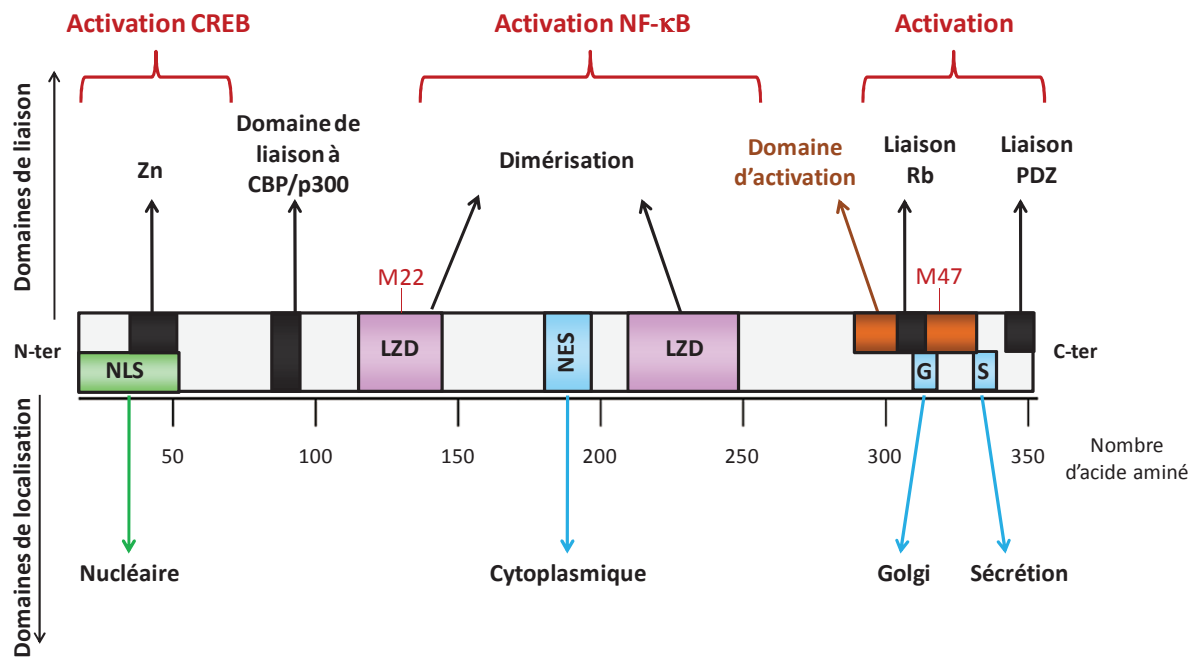 Activation CREB
Activation NF-κB
Activation
Domaines de liaison
Zn
Domaine de
liaison à
CBP/p300
Dimérisation
Domaine
d’activation
Liaison
Rb
Liaison
PDZ
M22
M47
N-ter
NLS
LZD
NES
LZD
G
S
C-ter
50
100
150
200
250
300
350
Nombre
d’acide aminé
Domaines de localisation
Nucléaire
Cytoplasmique
Golgi
Sécrétion